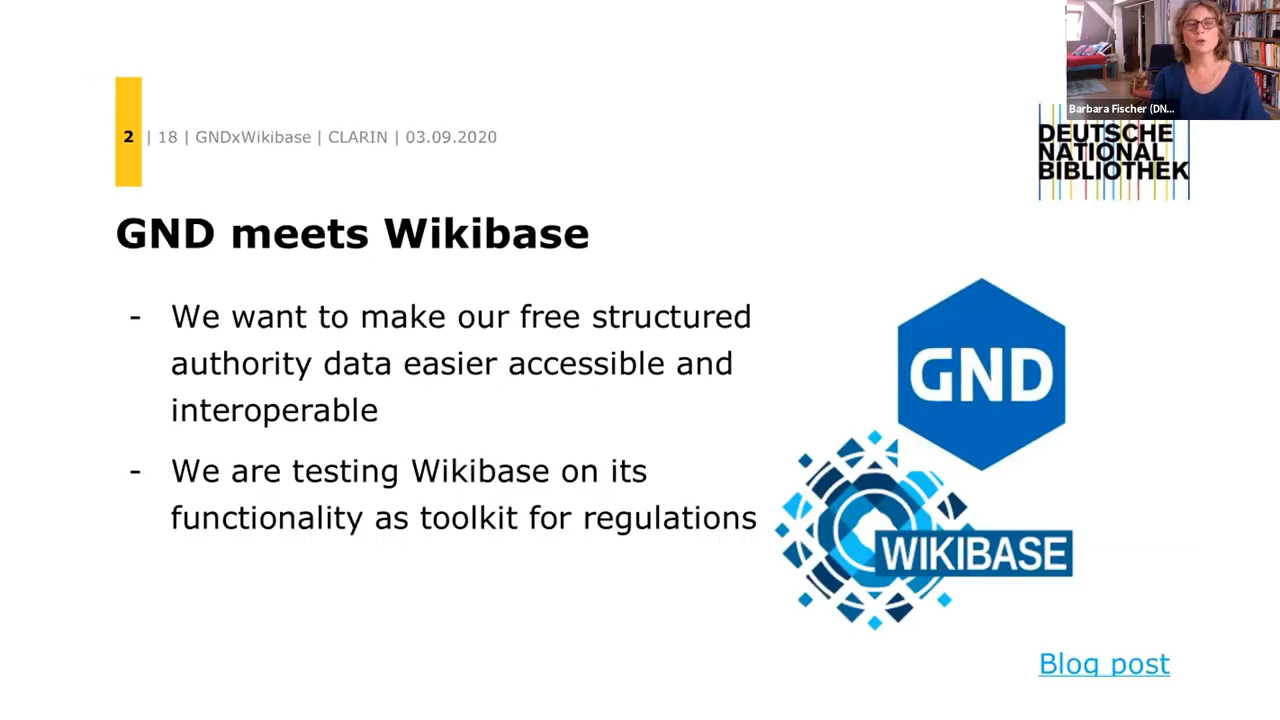 Barbara Fischer (DN...
2 | 18 | GNDxWikibase | CLARIN | 03.09.2020
DEUTSCHE
NATIONAL
BIBLIOTHEK
GND meets Wikibase
- We want to make our free structured
authority data easier accessible and
interoperable
- We are testing Wikibase on its
functionality as toolkit for regulations
GND
WIKIBASE
Blog post